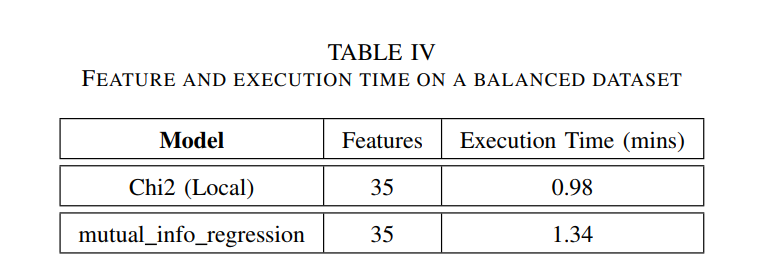 TABLE IV
FEATURE AND EXECUTION TIME ON A BALANCED DATASET
Model Features Execution Time (mins)
Chi2 (Local) 35 0.98
mutual_info_regression 35 1.34